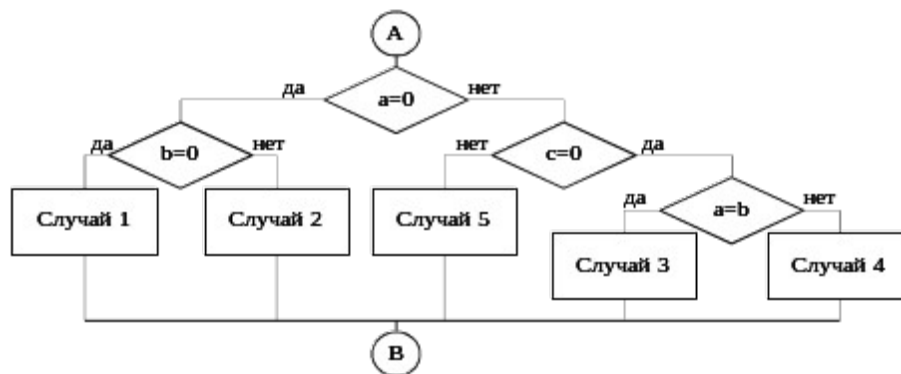 A
да
a=0
нет
да
b=0
нет
нет
c=0
да
Случай 1
Случай 2
Случай 5
да
a=b
нет
Случай 3
Случай 4
B